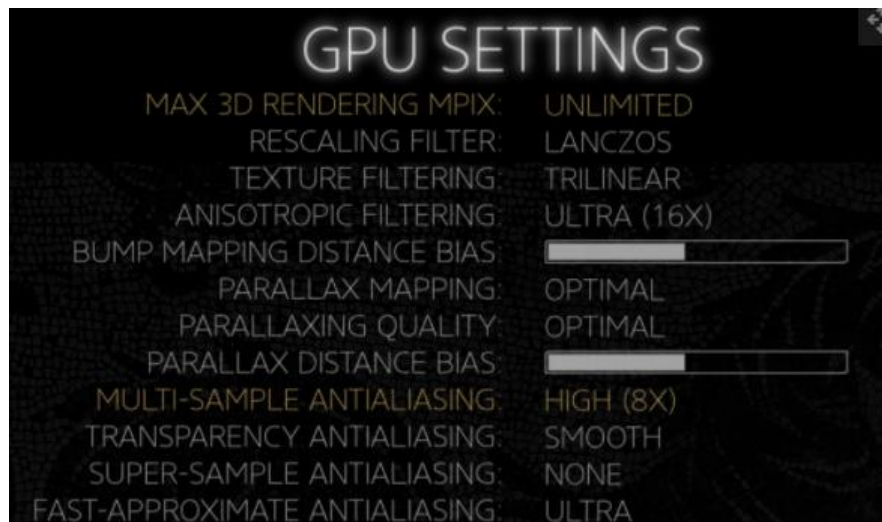 GPU SETTINGS
MAX 3D RENDERING MPIX: UNLIMITED
RESCALING FILTER: LANCZOS
TEXTURE FILTERING: TRILINEAR
ANISOTROPIC FILTERING: ULTRA (16X)
BUMP MAPPING DISTANCE BIAS:
PARALLAX MAPPING: OPTIMAL
PARALLAXING QUALITY: OPTIMAL
PARALLAX DISTANCE BIAS:
MULTI-SAMPLE ANTIALIASING: HIGH (8X)
TRANSPARENCY ANTIALIASING: SMOOTH
SUPER-SAMPLE ANTIALIASING: NONE
FAST-APPROXIMATE ANTIALIASING: ULTRA